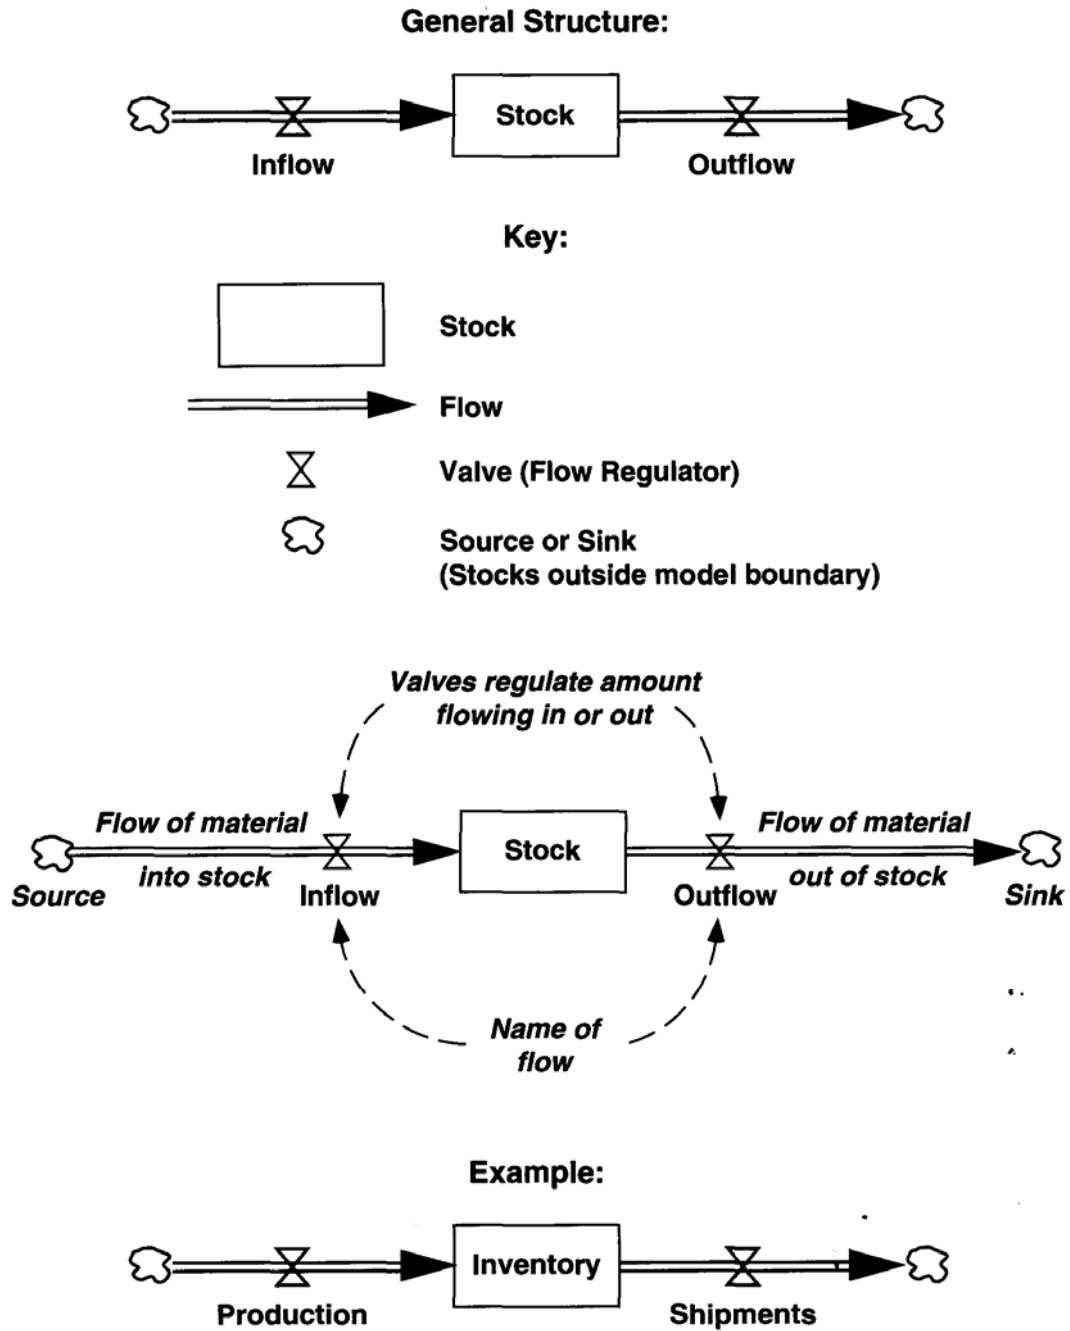 General Structure:
Stock
Inflow
Outflow
Key:
Stock
Flow
Valve (Flow Regulator)
Source or Sink
(Stocks outside model boundary)
Valves regulate amount
flowing in or out
Flow of material
Flow of material
Stock
into stock
out of stock
Source
Inflow
Outflow
Sink
Name of
flow
Example:
Inventory
Production
Shipments